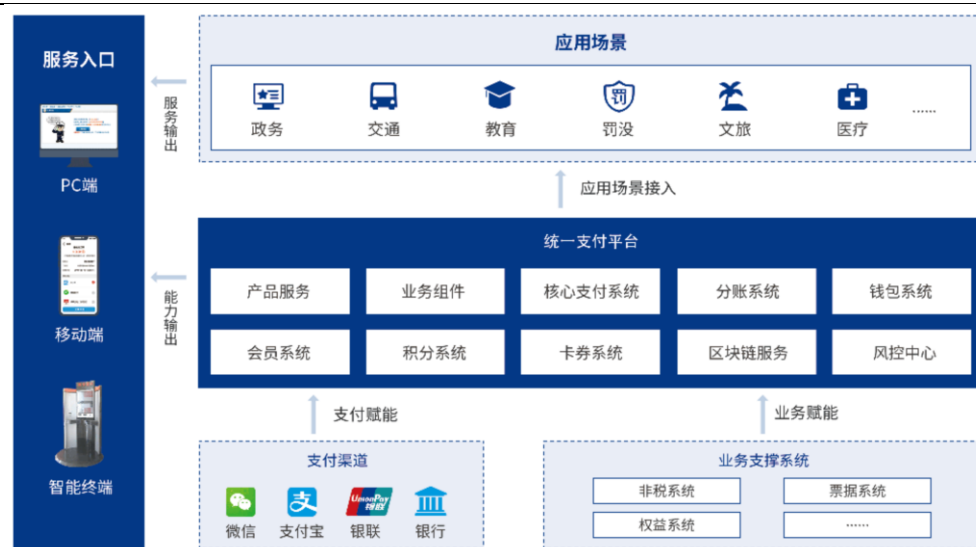 服务入口
PC端
移动端
智能终端
服务输出
能力输出
应用场景
政务
交通
教育
罚
罚没
文旅
医疗
......
应用场景接入
统一支付平台
产品服务
业务组件
核心支付系统
分账系统
钱包系统
会员系统
积分系统
卡券系统
区块链服务
风控中心
支付赋能
业务赋能
支付渠道
支
UnionPay
银联
微信
支付宝
银联
银行
业务支撑系统
非税系统
票据系统
权益系统
......